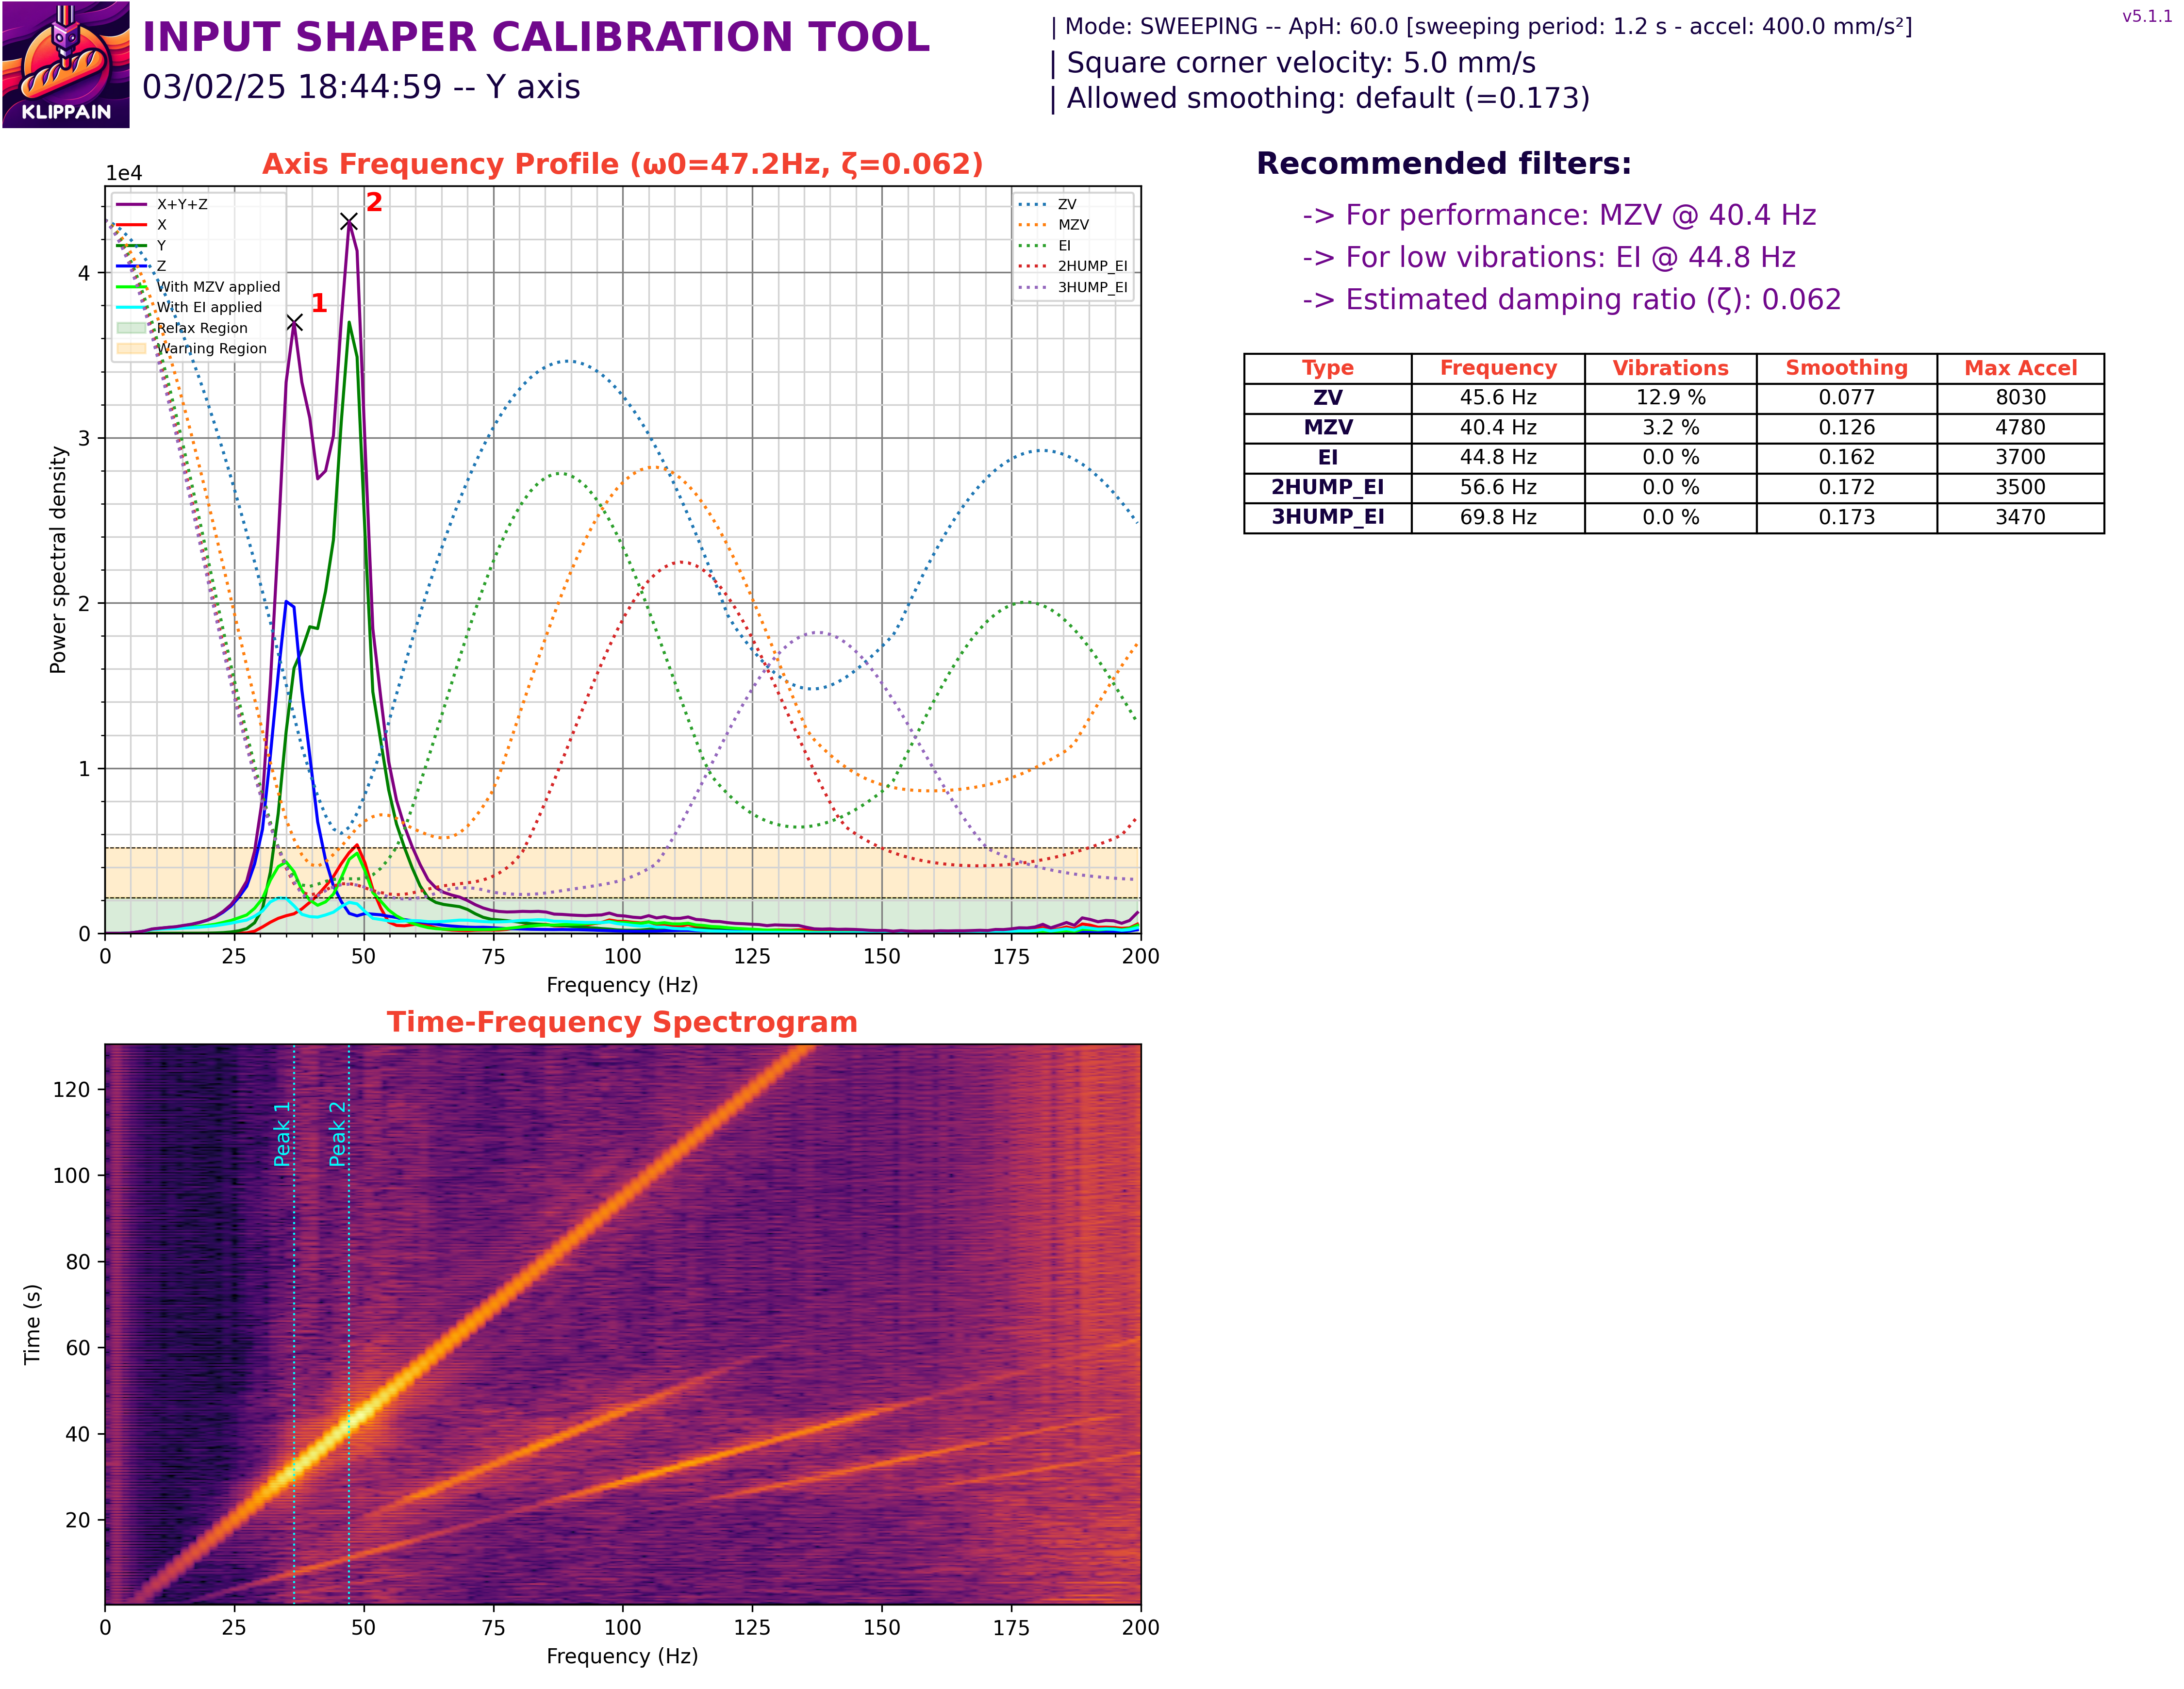 KLIPPAIN
INPUT SHAPER CALIBRATION TOOL
03/02/25 18:44:59 -- Y axis
| Mode: SWEEPING -- ApH: 60.0 [sweeping period: 1.2 s - accel: 400.0 mm/s²]
| Square corner velocity: 5.0 mm/s
| Allowed smoothing: default (=0.173)
v5.1.1
Axis Frequency Profile (ω0=47.2Hz, ζ=0.062)
1e4
X+Y+Z
X
Y
Z
With MZV applied
With EI applied
Relax Region
Warning Region
1
2
ZV
MZV
EI
2HUMP_EI
3HUMP_EI
Power spectral density
4
3
2
1
0
0 25 50 75 100 125 150 175 200
Frequency (Hz)
Recommended filters:
-> For performance: MZV @ 40.4 Hz
-> For low vibrations: EI @ 44.8 Hz
-> Estimated damping ratio (ζ): 0.062
Type Frequency Vibrations Smoothing Max Accel
ZV 45.6 Hz 12.9 % 0.077 8030
MZV 40.4 Hz 3.2 % 0.126 4780
EI 44.8 Hz 0.0 % 0.162 3700
2HUMP_EI 56.6 Hz 0.0 % 0.172 3500
3HUMP_EI 69.8 Hz 0.0 % 0.173 3470
Time-Frequency Spectrogram
Time (s)
120
100
80
60
40
20
Peak 1
Peak 2
0 25 50 75 100 125 150 175 200
Frequency (Hz)